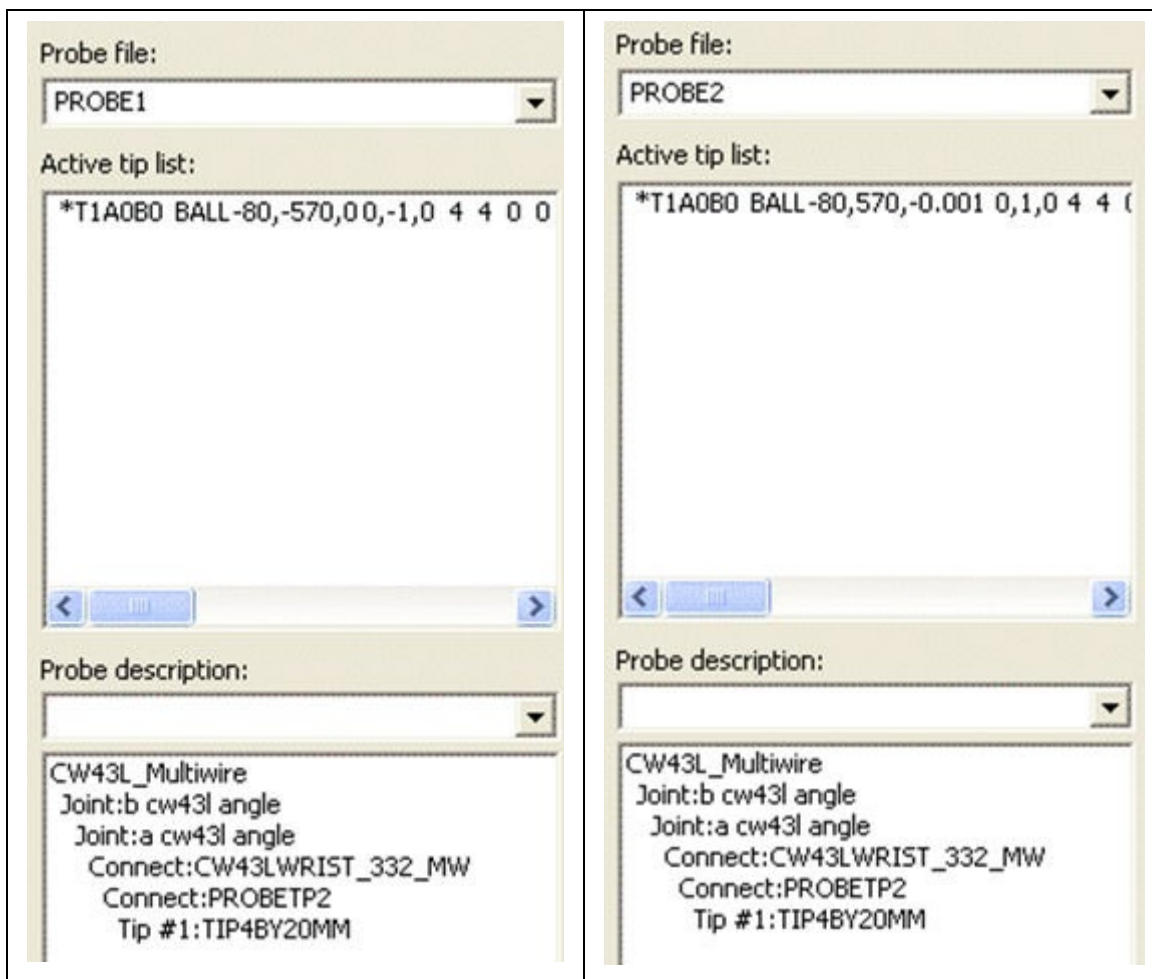 Probe file:
PROBE1
Active tip list:
*T1A0B0 BALL-80,-570,0 0,-1,0 4 4 0 0
Probe description:
CW43L_Multiwire
Joint:b cw43l angle
Joint:a cw43l angle
Connect:CW43LWRIST_332_MW
Connect:PROBETP2
Tip #1:TIP4BY20MM
Probe file:
PROBE2
Active tip list:
*T1A0B0 BALL-80,570,-0.001 0,1,0 4 4
Probe description:
CW43L_Multiwire
Joint:b cw43l angle
Joint:a cw43l angle
Connect:CW43LWRIST_332_MW
Connect:PROBETP2
Tip #1:TIP4BY20MM